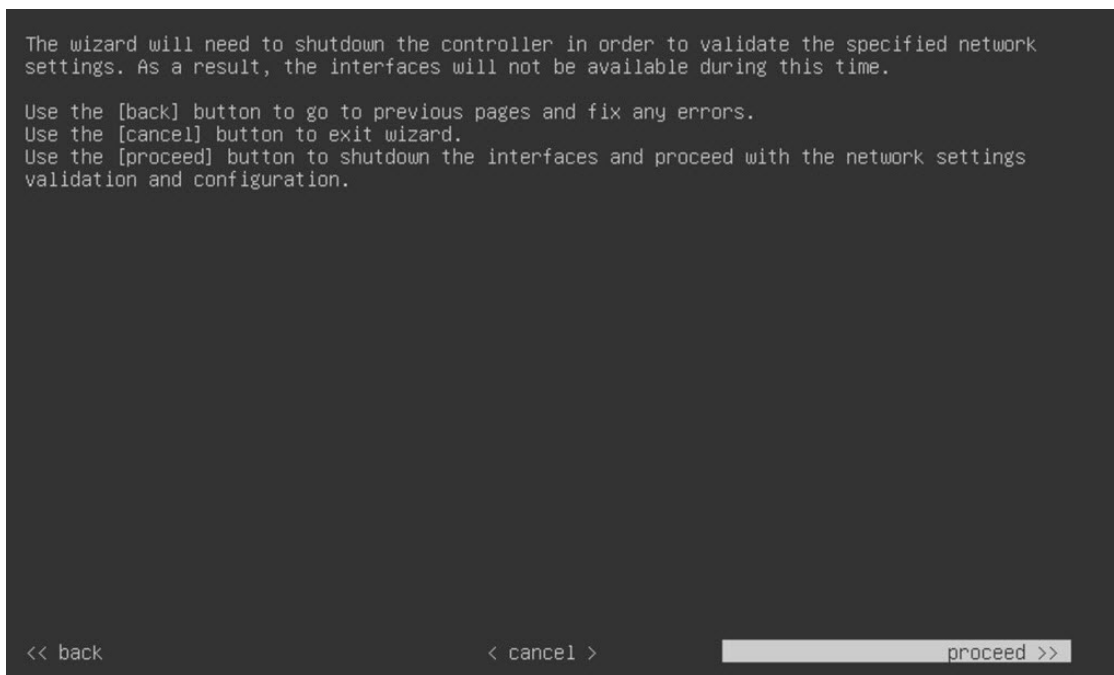 The wizard will need to shutdown the controller in order to validate the specified network
settings. As a result, the interfaces will not be available during this time.
Use the [back] button to go to previous pages and fix any errors.
Use the [cancel] button to exit wizard.
Use the [proceed] button to shutdown the interfaces and proceed with the network settings
validation and configuration.
<< back < cancel > proceed >>